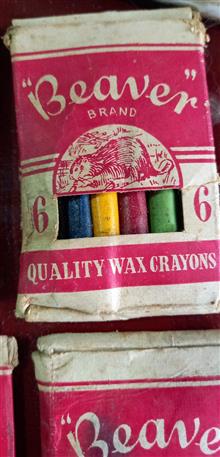 "Beaver"
BRAND
6 6
QUALITY WAX CRAYONS
"Beave